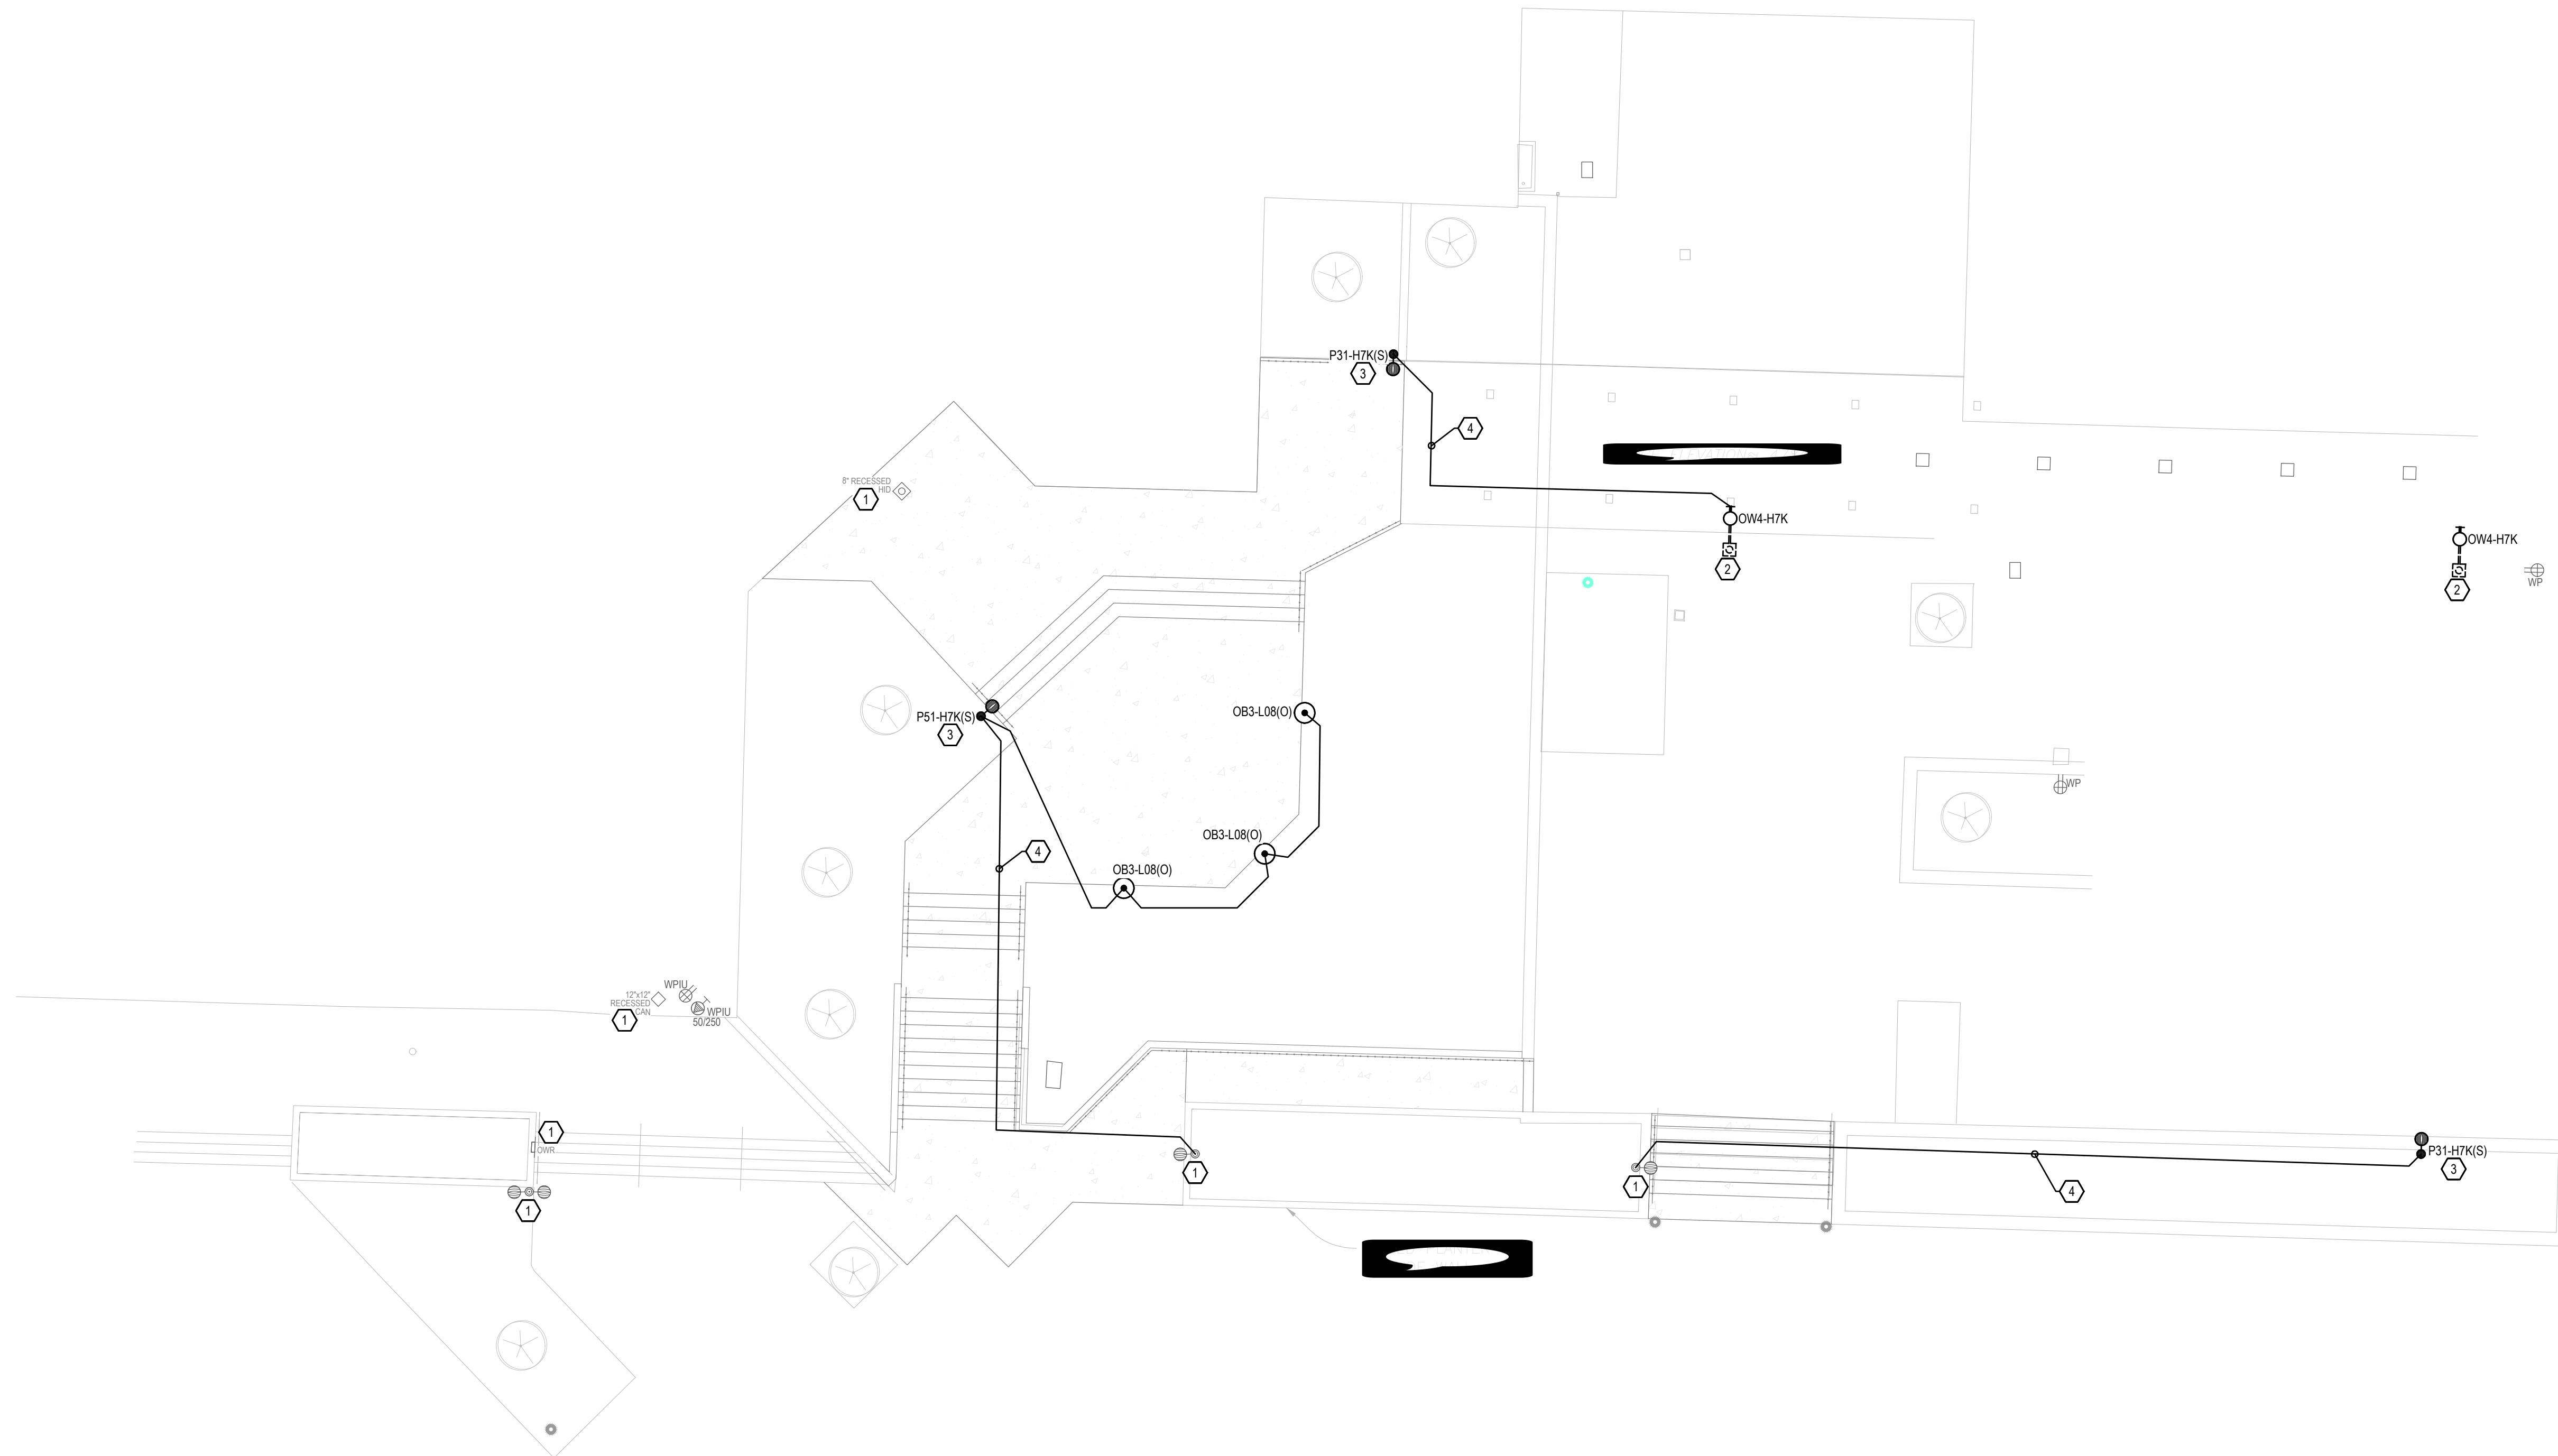 P31-H7K(S)
3
4
8" RECESSED
HID
1
OW4-H7K
2
OW4-H7K
2
WP
P51-H7K(S)
3
OB3-L08(O)
OB3-L08(O)
OB3-L08(O)
4
WP
WPIU
12"x12"
RECESSED
CAN
1
WPIU
50/250
1
OWR
1
1
1
P31-H7K(S)
3
4